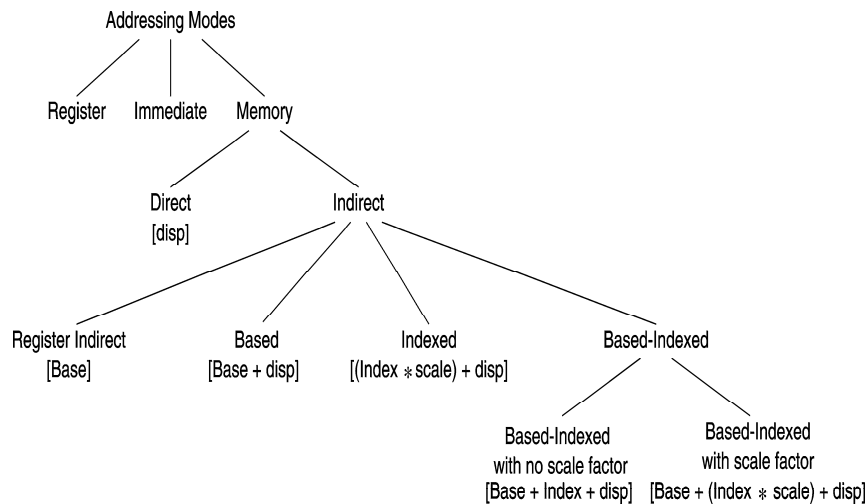 Addressing Modes
Register
Immediate
Memory
Direct
[disp]
Indirect
Register Indirect
[Base]
Based
[Base + disp]
Indexed
[(Index * scale) + disp]
Based-Indexed
Based-Indexed
with no scale factor
[Base + Index + disp]
Based-Indexed
with scale factor
[Base + (Index * scale) + disp]